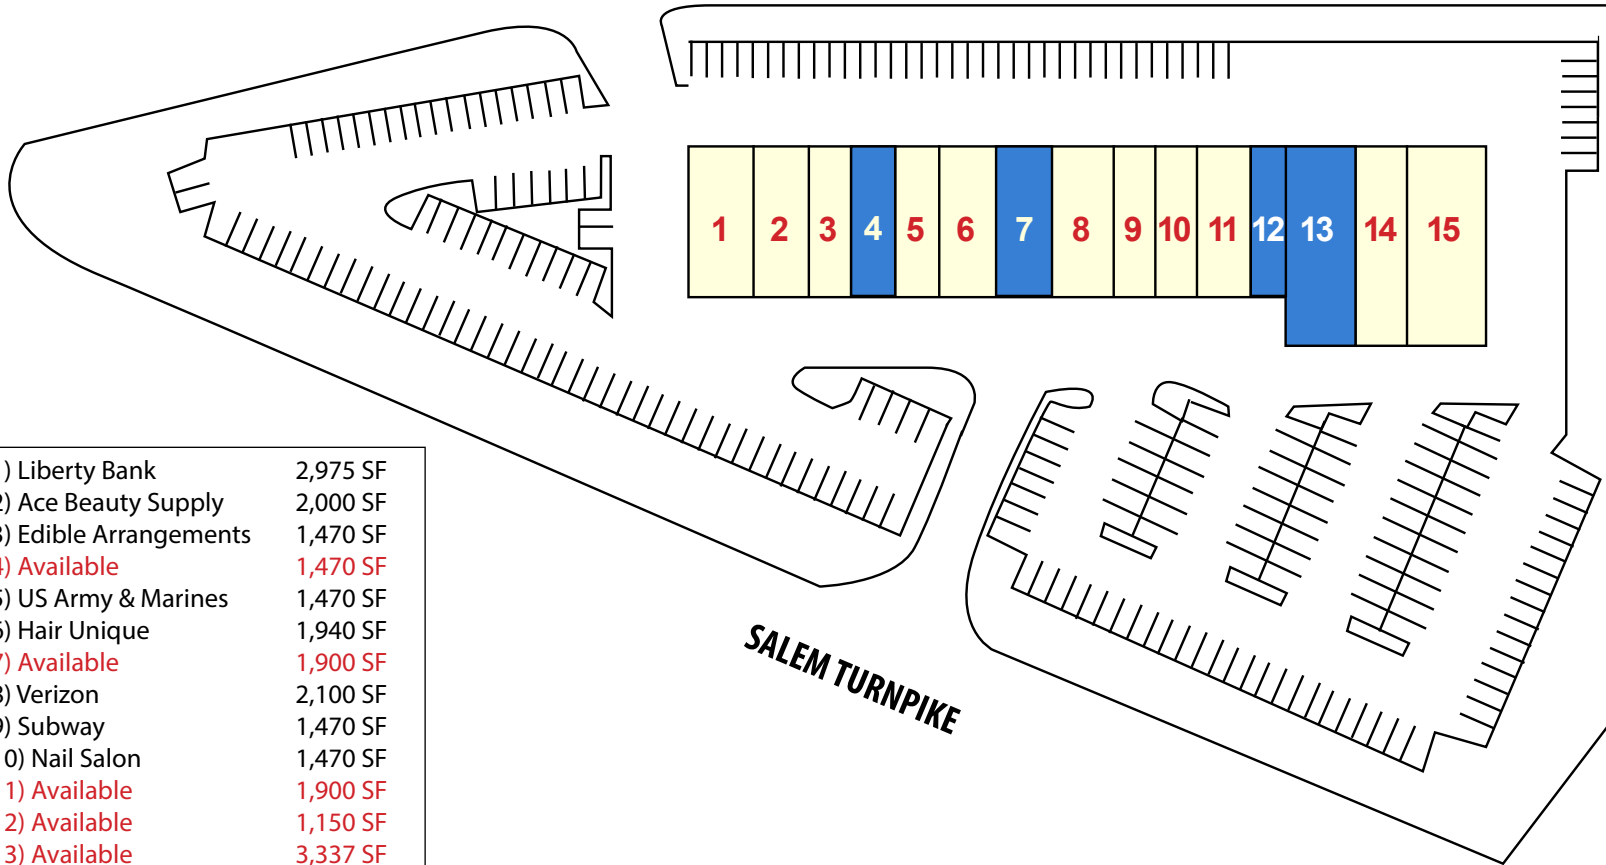 1 2 3 4 5 6 7 8 9 10 11 12 13 14 15
) Liberty Bank 2,975 SF
2) Ace Beauty Supply 2,000 SF
3) Edible Arrangements 1,470 SF
4) Available 1,470 SF
5) US Army & Marines 1,470 SF
6) Hair Unique 1,940 SF
7) Available 1,900 SF
8) Verizon 2,100 SF
9) Subway 1,470 SF
0) Nail Salon 1,470 SF
1) Available 1,900 SF
2) Available 1,150 SF
3) Available 3,337 SF
SALEM TURNPIKE